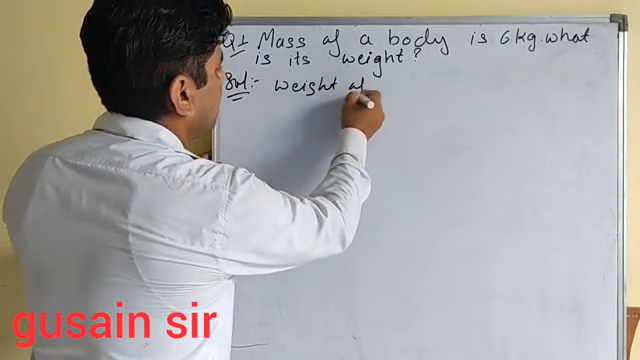 Q1 Mass of a body is 6kg. what
is its weight?
Sol:- weight of
gusain sir